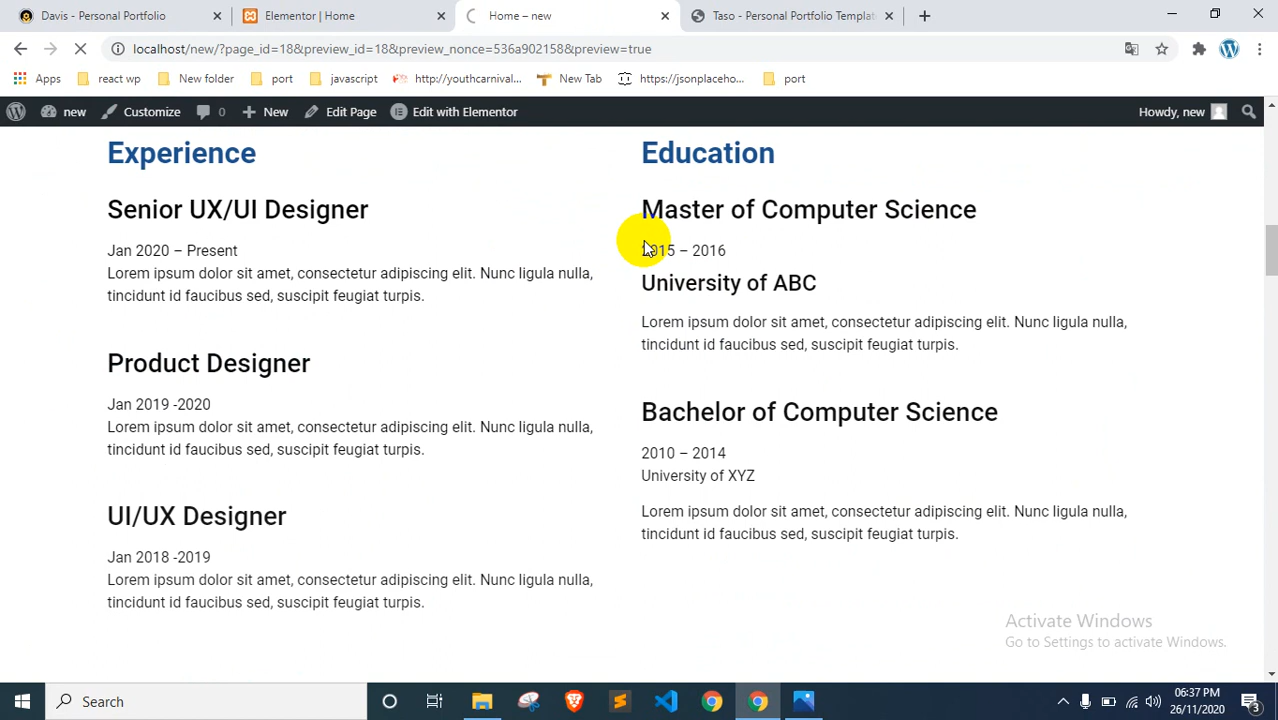 Davis - Personal Portfolio
Elementor | Home
Home – new
Taso - Personal Portfolio Templat
localhost/new/?page_id=18&preview_id=18&preview_nonce=536a902158&preview=true
Apps
react wp
New folder
port
javascript
http://youthcarnival...
New Tab
https://jsonplaceho...
port
new
Customize
0
New
Edit Page
Edit with Elementor
Howdy, new
Experience
Senior UX/UI Designer
Jan 2020 – Present
Lorem ipsum dolor sit amet, consectetur adipiscing elit. Nunc ligula nulla,
tincidunt id faucibus sed, suscipit feugiat turpis.
Product Designer
Jan 2019 -2020
Lorem ipsum dolor sit amet, consectetur adipiscing elit. Nunc ligula nulla,
tincidunt id faucibus sed, suscipit feugiat turpis.
UI/UX Designer
Jan 2018 -2019
Lorem ipsum dolor sit amet, consectetur adipiscing elit. Nunc ligula nulla,
tincidunt id faucibus sed, suscipit feugiat turpis.
Education
Master of Computer Science
2015 – 2016
University of ABC
Lorem ipsum dolor sit amet, consectetur adipiscing elit. Nunc ligula nulla,
tincidunt id faucibus sed, suscipit feugiat turpis.
Bachelor of Computer Science
2010 – 2014
University of XYZ
Lorem ipsum dolor sit amet, consectetur adipiscing elit. Nunc ligula nulla,
tincidunt id faucibus sed, suscipit feugiat turpis.
Activate Windows
Go to Settings to activate Windows.
Search
06:37 PM
26/11/2020
3